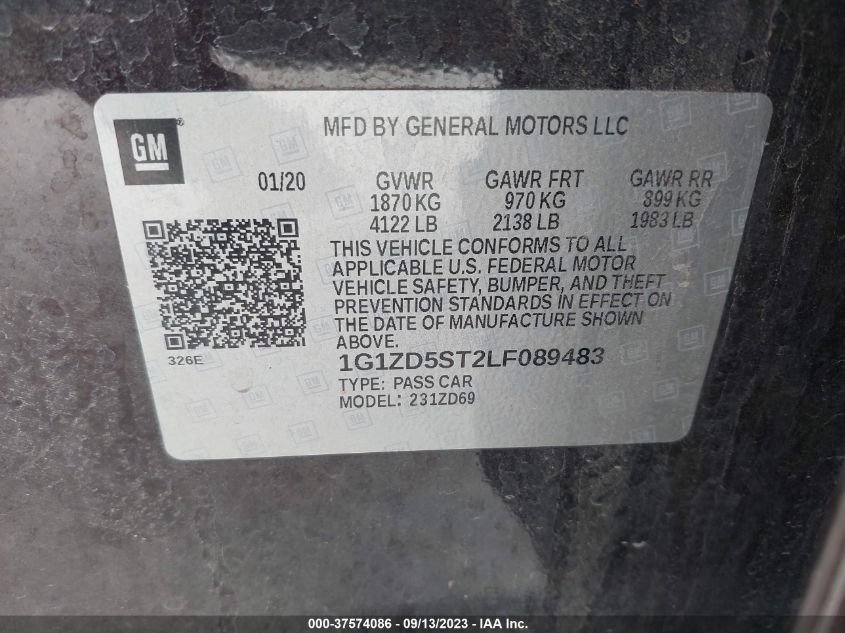 GM
MFD BY GENERAL MOTORS LLC
01/20 GVWR GAWR FRT GAWR RR
1870 KG 970 KG 899 KG
4122 LB 2138 LB 1983 LB
THIS VEHICLE CONFORMS TO ALL
APPLICABLE U.S. FEDERAL MOTOR
VEHICLE SAFETY, BUMPER, AND THEFT
PREVENTION STANDARDS IN EFFECT ON
THE DATE OF MANUFACTURE SHOWN
ABOVE.
326E
1G1ZD5ST2LF089483
TYPE: PASS CAR
MODEL: 231ZD69
000-37574086 - 09/13/2023 - IAA Inc.